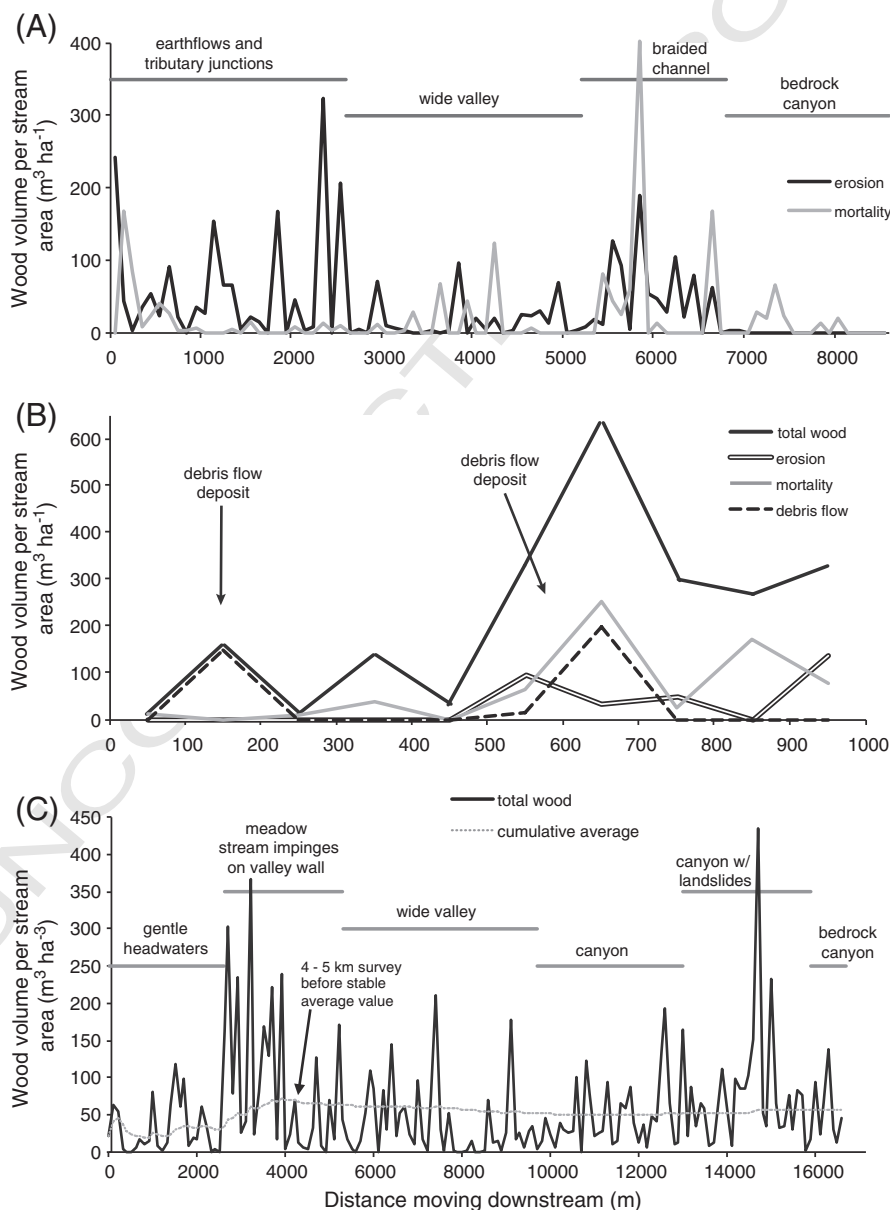 (A)
Wood volume per stream
area (m³ ha⁻¹)
400
300
200
100
0
earthflows and
tributary junctions
wide valley
braided
channel
bedrock
canyon
erosion
mortality
0 1000 2000 3000 4000 5000 6000 7000 8000
(B)
Wood volume per stream
area (m³ ha⁻¹)
600
500
400
300
200
100
0
debris flow
deposit
debris flow
deposit
total wood
erosion
mortality
debris flow
0 100 200 300 400 500 600 700 800 900 1000
(C)
Wood volume per stream
area (m³ ha⁻³)
450
400
350
300
250
200
150
100
50
0
total wood
cumulative average
gentle
headwaters
meadow
stream impinges
on valley wall
4 - 5 km survey
before stable
average value
wide valley
canyon
canyon w/
landslides
bedrock
canyon
0 2000 4000 6000 8000 10000 12000 14000 16000
Distance moving downstream (m)